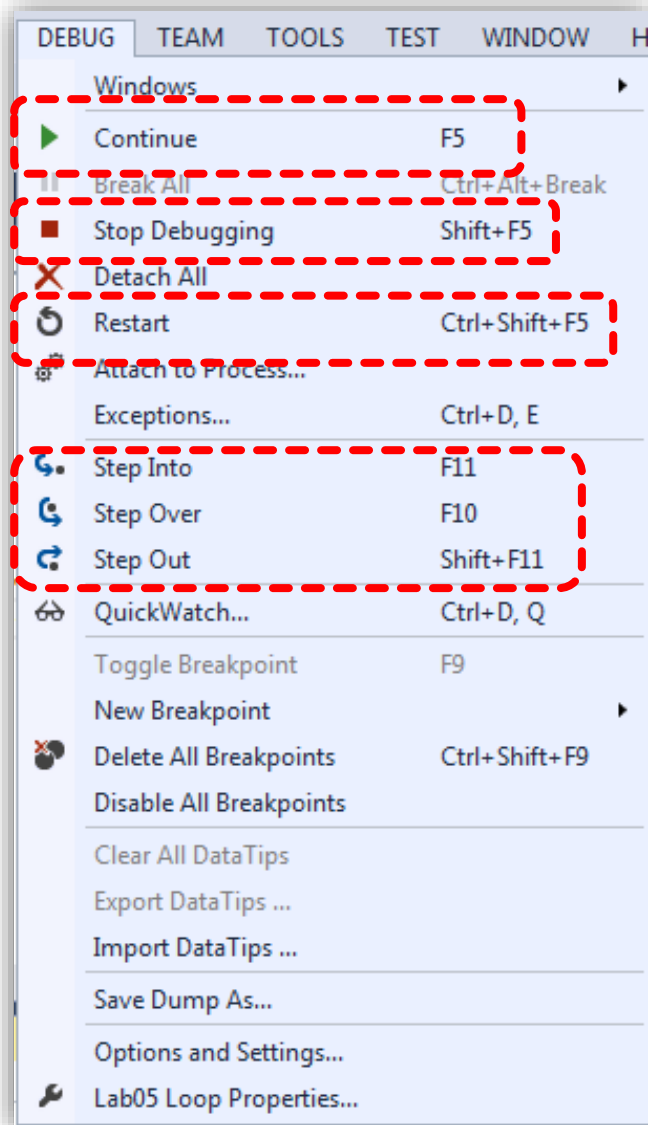 DEBUG TEAM TOOLS TEST WINDOW H
Windows
Continue F5
Break All Ctrl+Alt+Break
Stop Debugging Shift+F5
Detach All
Restart Ctrl+Shift+F5
Attach to Process...
Exceptions... Ctrl+D, E
Step Into F11
Step Over F10
Step Out Shift+F11
QuickWatch... Ctrl+D, Q
Toggle Breakpoint F9
New Breakpoint
Delete All Breakpoints Ctrl+Shift+F9
Disable All Breakpoints
Clear All DataTips
Export DataTips ...
Import DataTips ...
Save Dump As...
Options and Settings...
Lab05 Loop Properties...